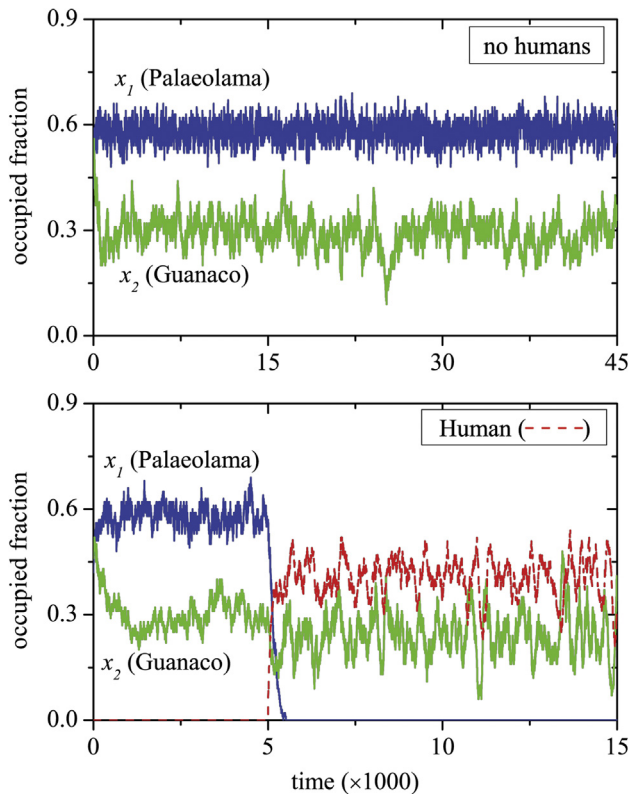 0.9
no humans
x1 (Palaeolama)
0.6
occupied fraction
0.3
x2 (Guanaco)
0.0
0 15 30 45
0.9
Human (-----)
x1 (Palaeolama)
0.6
occupied fraction
0.3
x2 (Guanaco)
0.0
0 5 10 15
time (×1000)